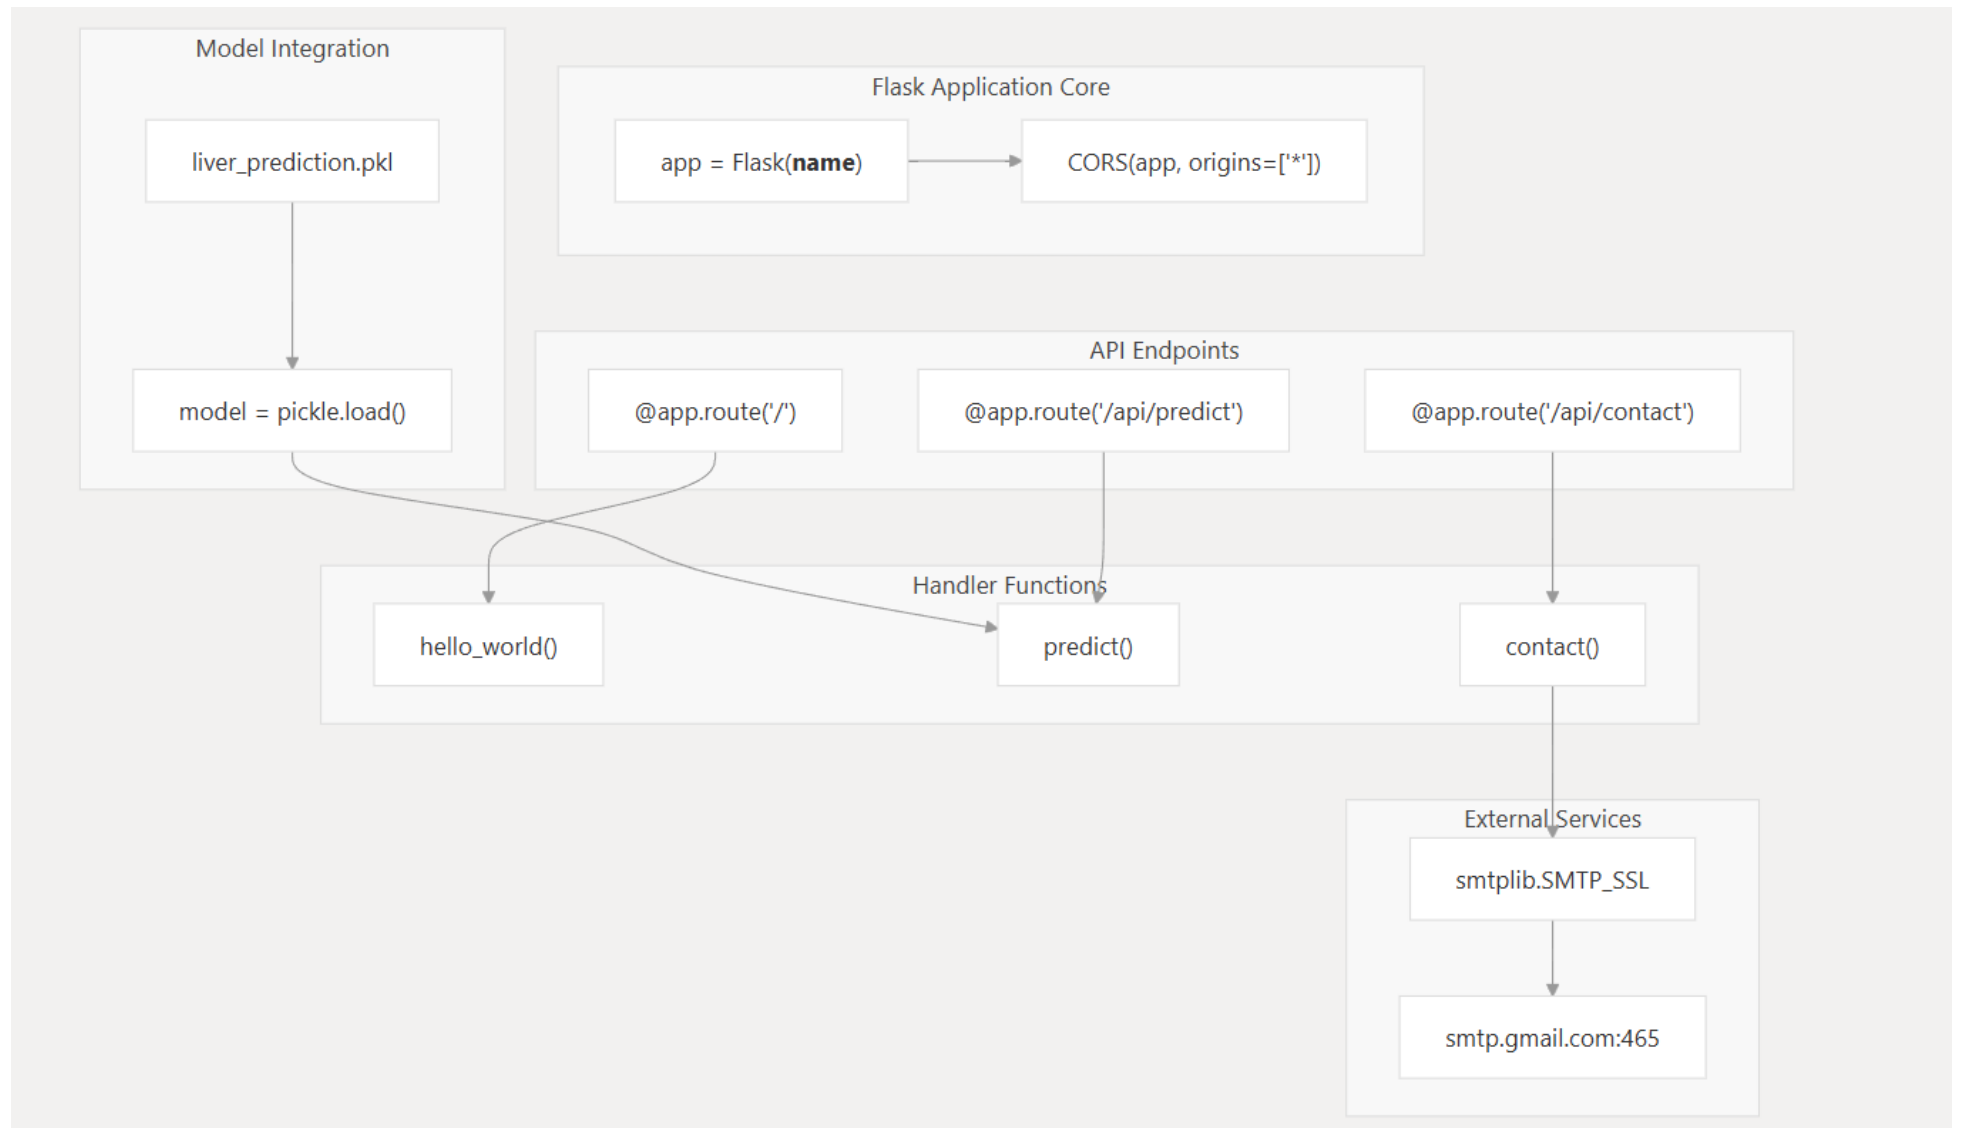 Model Integration
Flask Application Core
liver_prediction.pkl
app = Flask(name)
CORS(app, origins=['*'])
API Endpoints
model = pickle.load()
@app.route('/')
@app.route('/api/predict')
@app.route('/api/contact')
Handler Functions
hello_world()
predict()
contact()
External Services
smtplib.SMTP_SSL
smtp.gmail.com:465